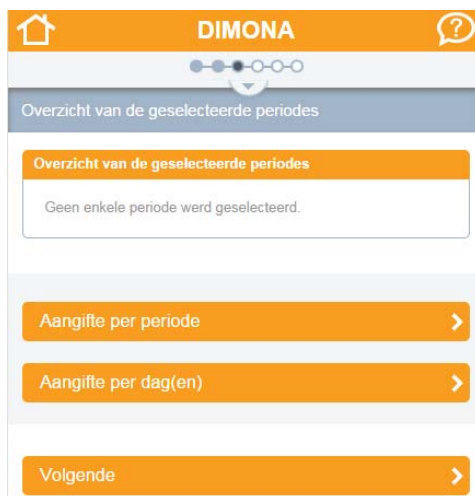 DIMONA
?
Overzicht van de geselecteerde periodes
Overzicht van de geselecteerde periodes
Geen enkele periode werd geselecteerd.
Aangifte per periode
Aangifte per dag(en)
Volgende